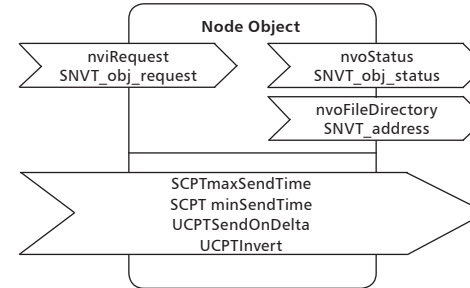 Node Object
nviRequest
SNVT_obj_request
nvoStatus
SNVT_obj_status
nvoFileDirectory
SNVT_address
SCPTmaxSendTime
SCPT minSendTime
UCPTSendOnDelta
UCPTInvert